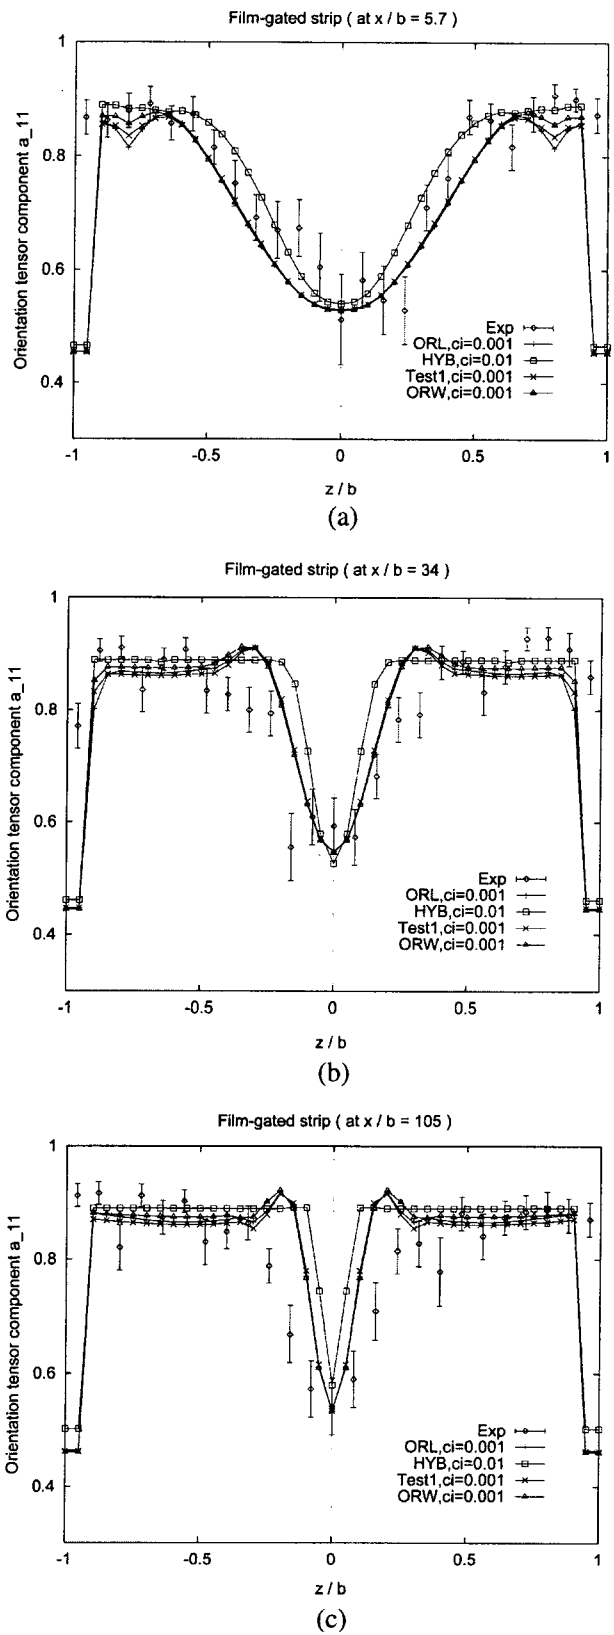 Film-gated strip ( at x / b = 5.7 )
Orientation tensor component a_11
1
0.8
0.6
0.4
Exp
ORL,ci=0.001
HYB,ci=0.01
Test1,ci=0.001
ORW,ci=0.001
-1
-0.5
0
0.5
1
z / b
(a)
Film-gated strip ( at x / b = 34 )
Orientation tensor component a_11
1
0.8
0.6
0.4
Exp
ORL,ci=0.001
HYB,ci=0.01
Test1,ci=0.001
ORW,ci=0.001
-1
-0.5
0
0.5
1
z / b
(b)
Film-gated strip ( at x / b = 105 )
Orientation tensor component a_11
1
0.8
0.6
0.4
Exp
ORL,ci=0.001
HYB,ci=0.01
Test1,ci=0.001
ORW,ci=0.001
-1
-0.5
0
0.5
1
z / b
(c)